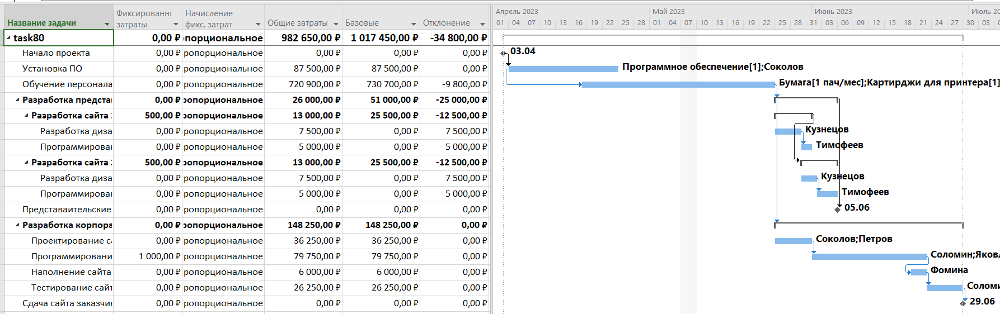 Фиксированн Начисление Апрель 2023 Май 2023 Июнь 2023 Июль 20
Название задачи затраты фикс. затрат Общие затраты Базовые Отклонение 01 04 07 10 13 16 19 22 25 28 01 04 07 10 13 16 19 22 25 28 31 03 06 09 12 15 18 21 24 27 30 03 0
task80 0,00 ₽ порциональное 982 650,00 ₽ 1 017 450,00 ₽ -34 800,00 ₽
Начало проекта 0,00 ₽ ропорциональное 0,00 ₽ 0,00 ₽ 0,00 ₽ 03.04
Установка ПО 0,00 ₽ ропорциональное 87 500,00 ₽ 87 500,00 ₽ 0,00 ₽ Программное обеспечение[1];Соколов
Обучение персонала 0,00 ₽ ропорциональное 720 900,00 ₽ 730 700,00 ₽ -9 800,00 ₽ Бумага[1 пач/мес];Картирджи для принтера[1]
Разработка предста 0,00 ₽ ропорциональное 26 000,00 ₽ 51 000,00 ₽ -25 000,00 ₽
Разработка сайта 500,00 ₽ ропорциональное 13 000,00 ₽ 25 500,00 ₽ -12 500,00 ₽
Разработка диза 0,00 ₽ ропорциональное 7 500,00 ₽ 0,00 ₽ 7 500,00 ₽ Кузнецов
Программирован 0,00 ₽ ропорциональное 5 000,00 ₽ 0,00 ₽ 5 000,00 ₽ Тимофеев
Разработка сайта 500,00 ₽ ропорциональное 13 000,00 ₽ 25 500,00 ₽ -12 500,00 ₽
Разработка диза 0,00 ₽ ропорциональное 7 500,00 ₽ 0,00 ₽ 7 500,00 ₽ Кузнецов
Программирован 0,00 ₽ ропорциональное 5 000,00 ₽ 0,00 ₽ 5 000,00 ₽ Тимофеев
Представаительские 0,00 ₽ ропорциональное 0,00 ₽ 0,00 ₽ 0,00 ₽ 05.06
Разработка корпора 0,00 ₽ ропорциональное 148 250,00 ₽ 148 250,00 ₽ 0,00 ₽
Проектирование са 0,00 ₽ ропорциональное 36 250,00 ₽ 36 250,00 ₽ 0,00 ₽ Соколов;Петров
Программировани 1 000,00 ₽ ропорциональное 79 750,00 ₽ 79 750,00 ₽ 0,00 ₽ Соломин;Яковл
Наполнение сайта 0,00 ₽ ропорциональное 6 000,00 ₽ 6 000,00 ₽ 0,00 ₽ Фомина
Тестирование сайт 0,00 ₽ ропорциональное 26 250,00 ₽ 26 250,00 ₽ 0,00 ₽ Соломи
Сдача сайта заказчи 0,00 ₽ ропорциональное 0,00 ₽ 0,00 ₽ 0,00 ₽ 29.06